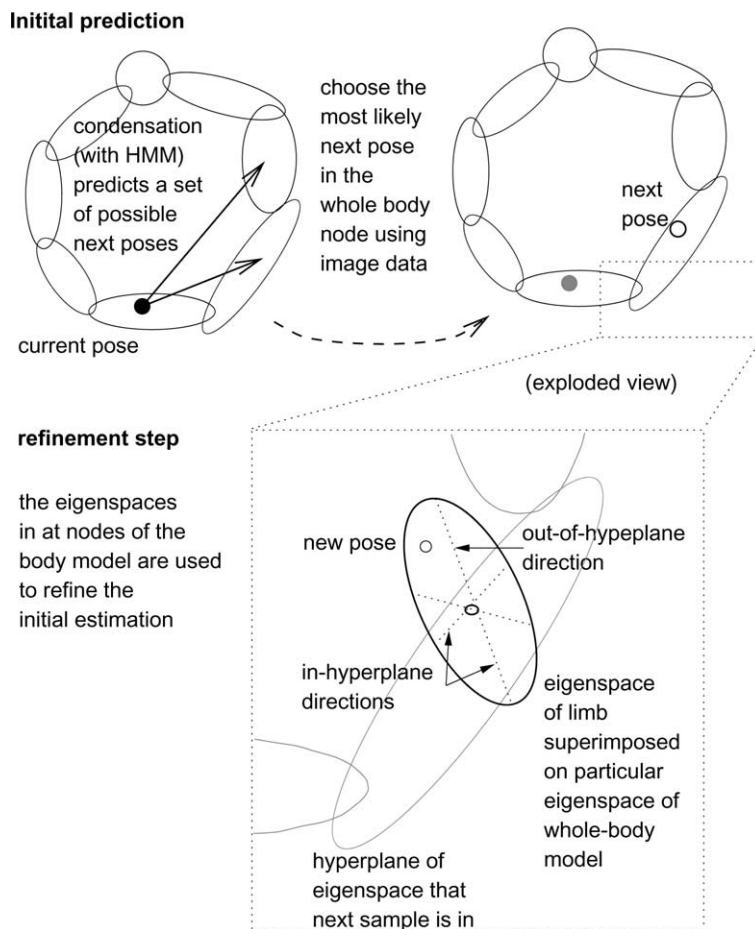 Initital prediction
condensation
(with HMM)
predicts a set
of possible
next poses
current pose
choose the
most likely
next pose
in the
whole body
node using
image data
next
pose
(exploded view)
refinement step
the eigenspaces
in at nodes of the
body model are used
to refine the
initial estimation
new pose
out-of-hypeplane
direction
in-hyperplane
directions
eigenspace
of limb
superimposed
on particular
eigenspace of
whole-body
model
hyperplane of
eigenspace that
next sample is in